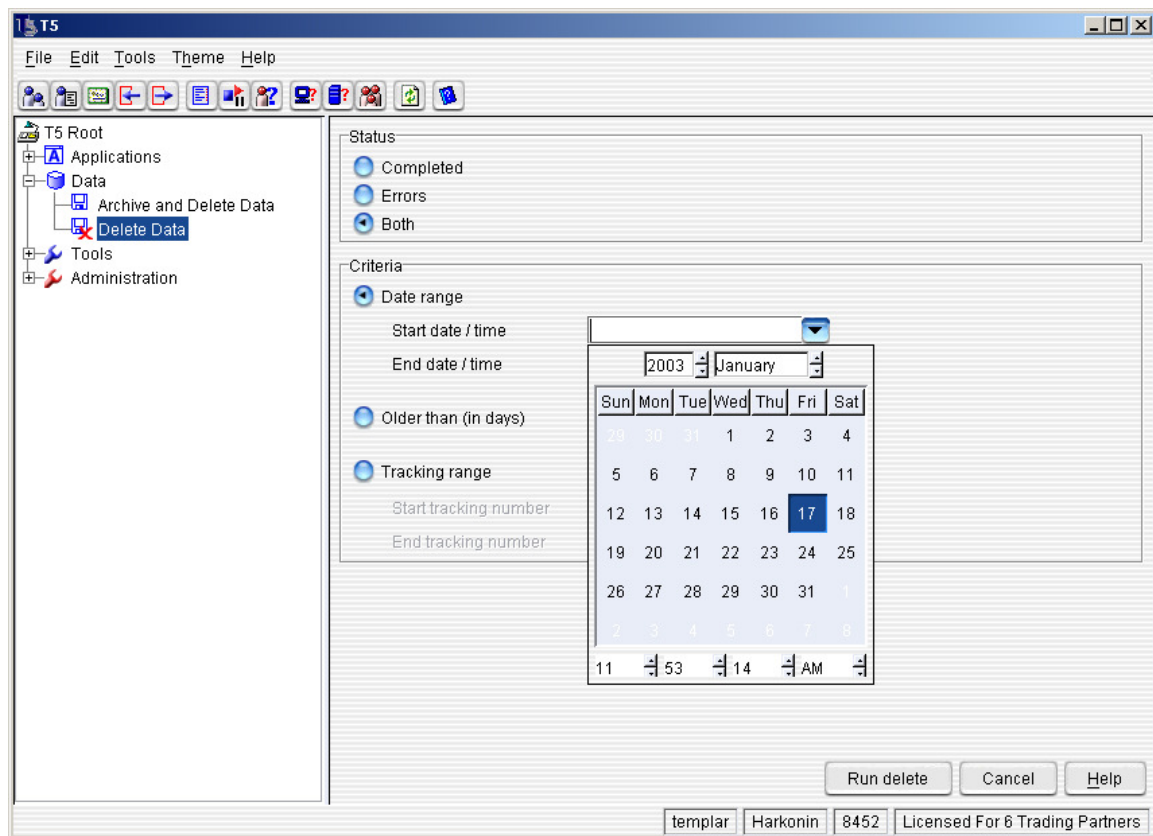 T5
File Edit Tools Theme Help
T5 Root
Applications
Data
Archive and Delete Data
Delete Data
Tools
Administration
Status
Completed
Errors
Both
Criteria
Date range
Start date / time
End date / time
2003 January
Sun Mon Tue Wed Thu Fri Sat
29 30 31 1 2 3 4
5 6 7 8 9 10 11
12 13 14 15 16 17 18
19 20 21 22 23 24 25
26 27 28 29 30 31 1
2 3 4 5 6 7 8
11 53 14 AM
Older than (in days)
Tracking range
Start tracking number
End tracking number
Run delete Cancel Help
templar Harkonin 8452 Licensed For 6 Trading Partners